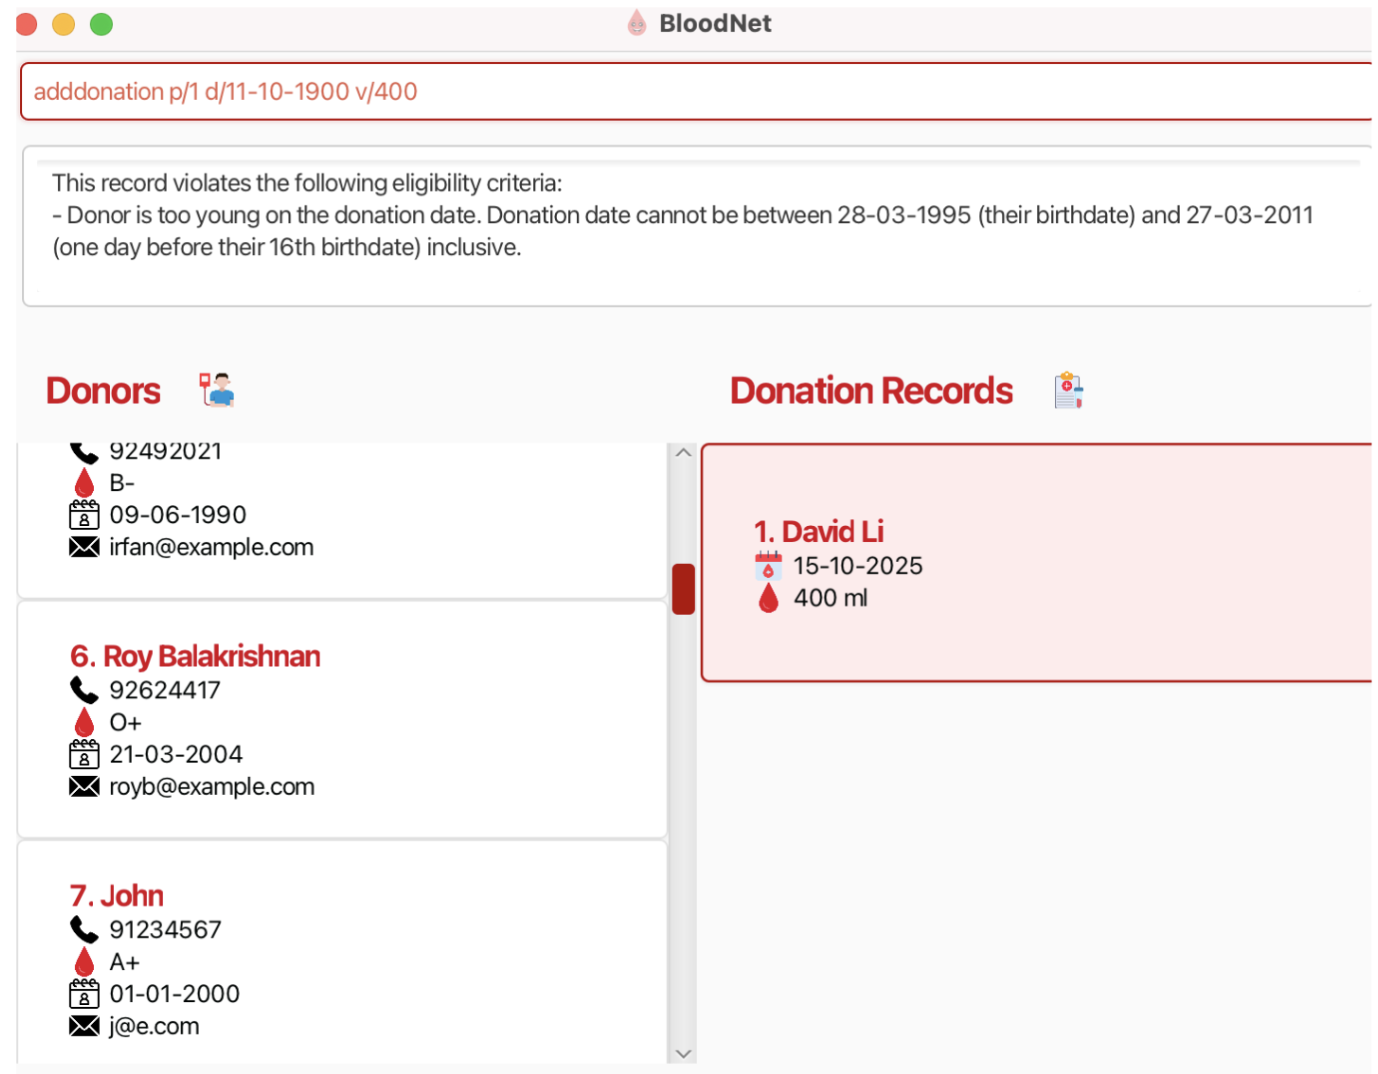 BloodNet
adddonation p/1 d/11-10-1900 v/400
This record violates the following eligibility criteria:
- Donor is too young on the donation date. Donation date cannot be between 28-03-1995 (their birthdate) and 27-03-2011
(one day before their 16th birthdate) inclusive.
Donors
92492021
B-
09-06-1990
irfan@example.com
6. Roy Balakrishnan
92624417
O+
21-03-2004
royb@example.com
7. John
91234567
A+
01-01-2000
j@e.com
Donation Records
1. David Li
15-10-2025
400 ml